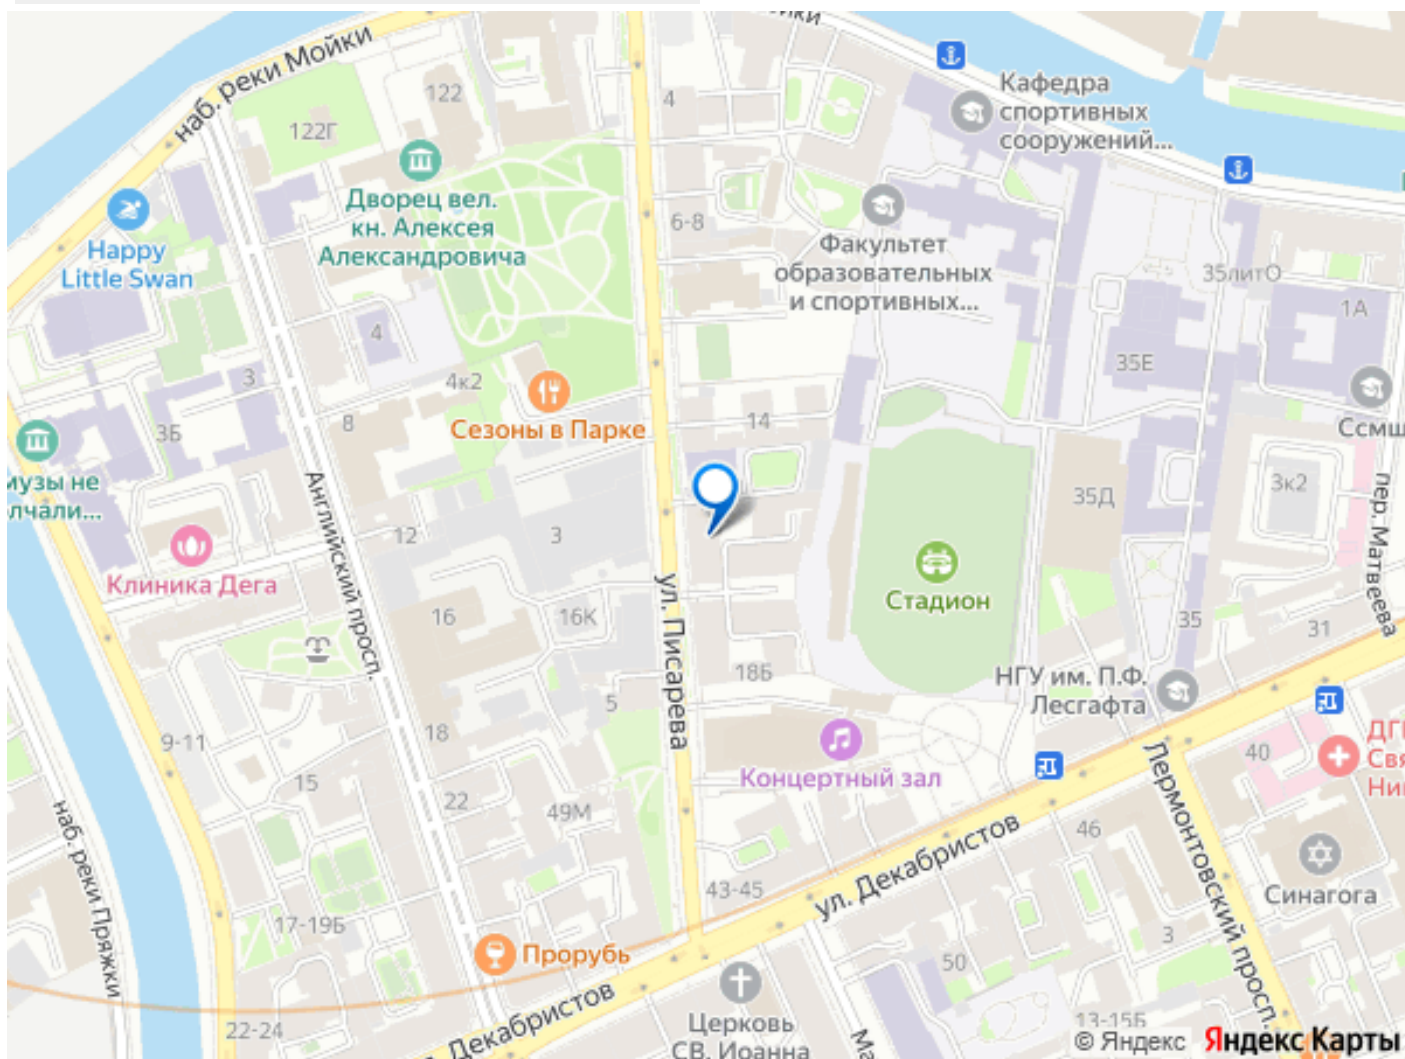 наб. реки Мойки
122
4
122Г
Кафедра
спортивных
сооружений...
Дворец вел.
кн. Алексея
Александровича
6-8
Happy
Little Swan
Факультет
образовательных
и спортивных...
35литО
1А
4
35Е
3
4к2
8
14
Сезоны в Парке
3Б
Ссмш
музы не
Английский просп.
35Д
3к2
пер. Матвеева
12
3
Клиника Дега
ул. Писарева
Стадион
16
16К
35
31
18Б
НГУ им. П.Ф.
Лесгафта
5
9-11
18
Концертный зал
40
15
22
49М
наб. реки Пряжки
46
Лермонтовский просп.
ул. Декабристов
43-45
Синагога
17-19Б
Прорубь
3
50
22-24
ул. Декабристов
Церковь
СВ. Иоанна
13-15Б
© Яндекс Яндекс Карты